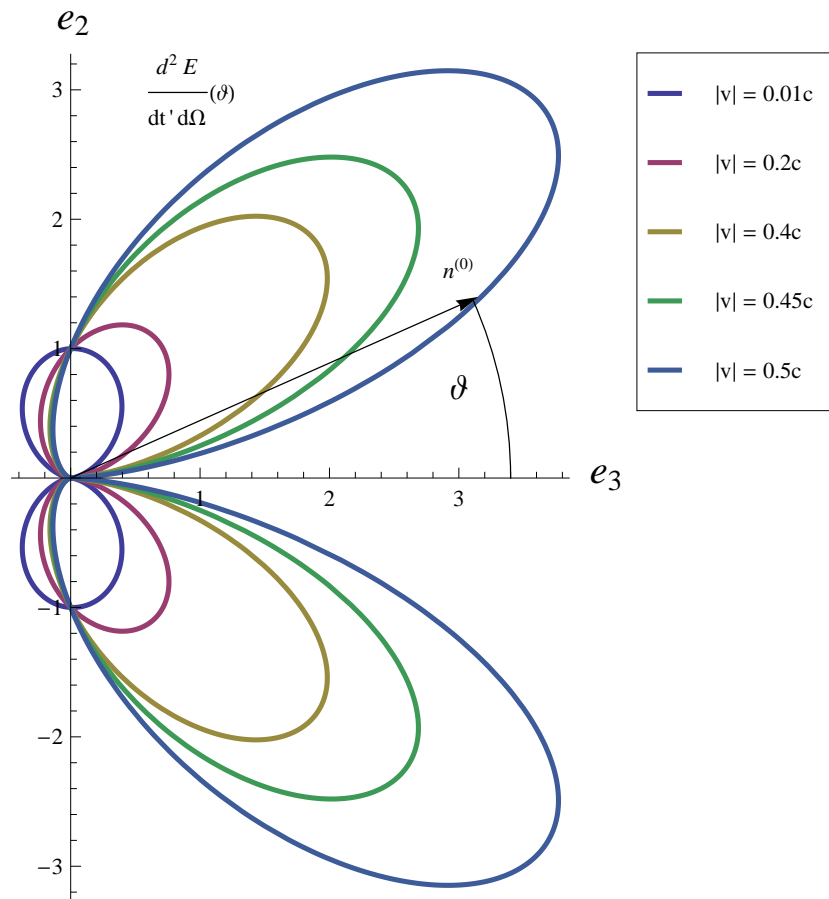 e₂
d² E
dt ' dΩ
(ϑ)
3
2
1
n⁽⁰⁾
ϑ
1 2 3
e₃
−1
−2
−3
|v| = 0.01c
|v| = 0.2c
|v| = 0.4c
|v| = 0.45c
|v| = 0.5c